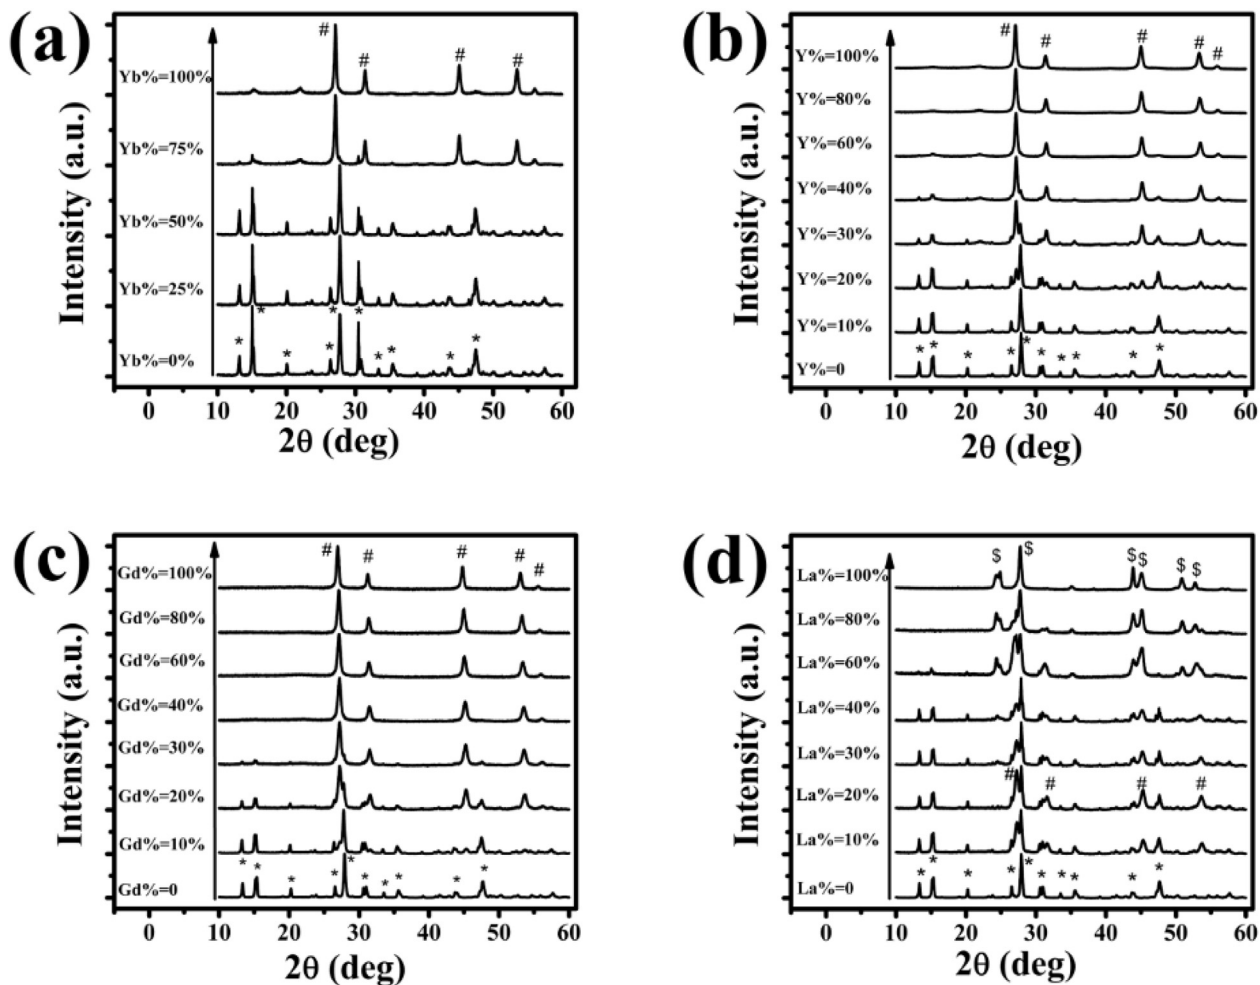 (a)
#
#
#
#
Yb%=100%
Yb%=75%
Yb%=50%
Yb%=25%
Yb%=0%
* * * * * * * * *
Intensity (a.u.)
0 10 20 30 40 50 60
2θ (deg)
(b)
#
#
#
#
#
Y%=100%
Y%=80%
Y%=60%
Y%=40%
Y%=30%
Y%=20%
Y%=10%
Y%=0
* * * * * * * * * *
Intensity (a.u.)
0 10 20 30 40 50 60
2θ (deg)
(c)
#
#
#
#
#
Gd%=100%
Gd%=80%
Gd%=60%
Gd%=40%
Gd%=30%
Gd%=20%
Gd%=10%
Gd%=0
* * * * * * * * *
Intensity (a.u.)
0 10 20 30 40 50 60
2θ (deg)
(d)
$ $ $ $ $ $
La%=100%
La%=80%
La%=60%
La%=40%
La%=30%
# # # #
La%=20%
La%=10%
La%=0
* * * * * * * * * *
Intensity (a.u.)
0 10 20 30 40 50 60
2θ (deg)